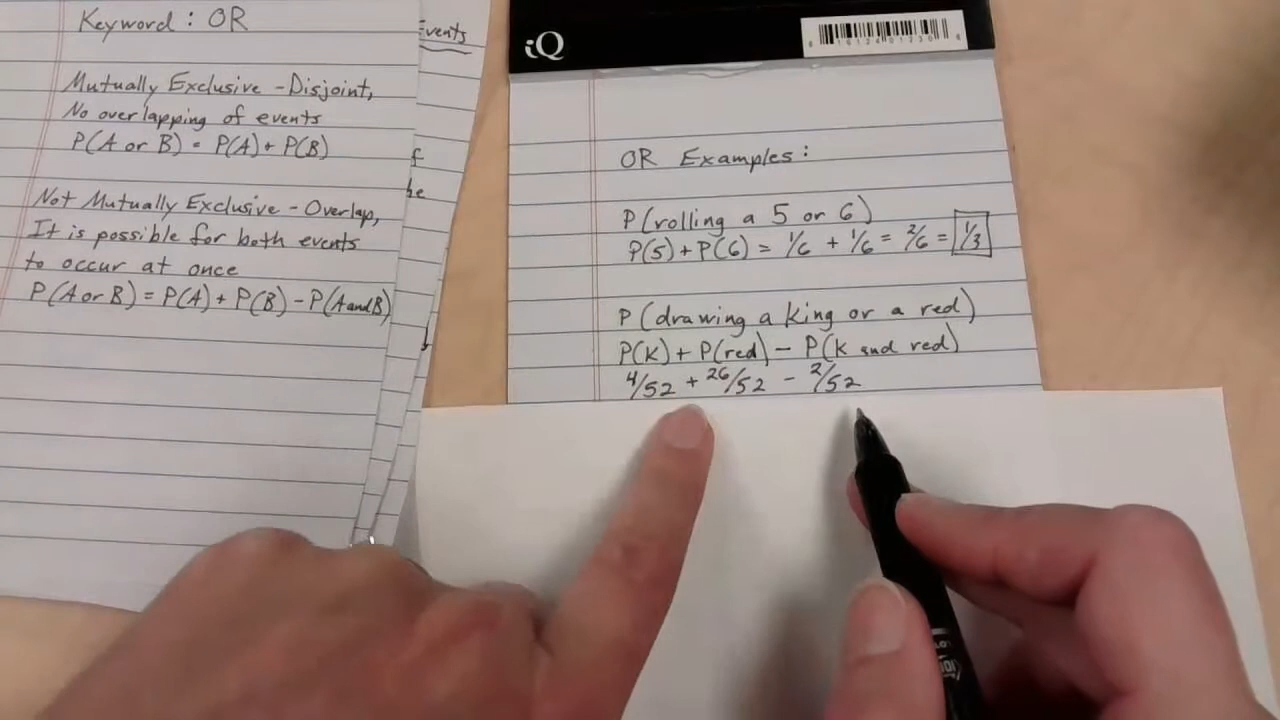 Keyword: OR
Mutually Exclusive - Disjoint,
No overlapping of events
P(A or B) = P(A) + P(B)
Not Mutually Exclusive - Overlap,
It is possible for both events
to occur at once
P(A or B) = P(A) + P(B) - P(A and B)
Events
iQ
OR Examples:
P(rolling a 5 or 6)
P(5) + P(6) = 1/6 + 1/6 = 2/6 = 1/3
P(drawing a king or a red)
P(K) + P(red) - P(K and red)
4/52 + 26/52 - 2/52